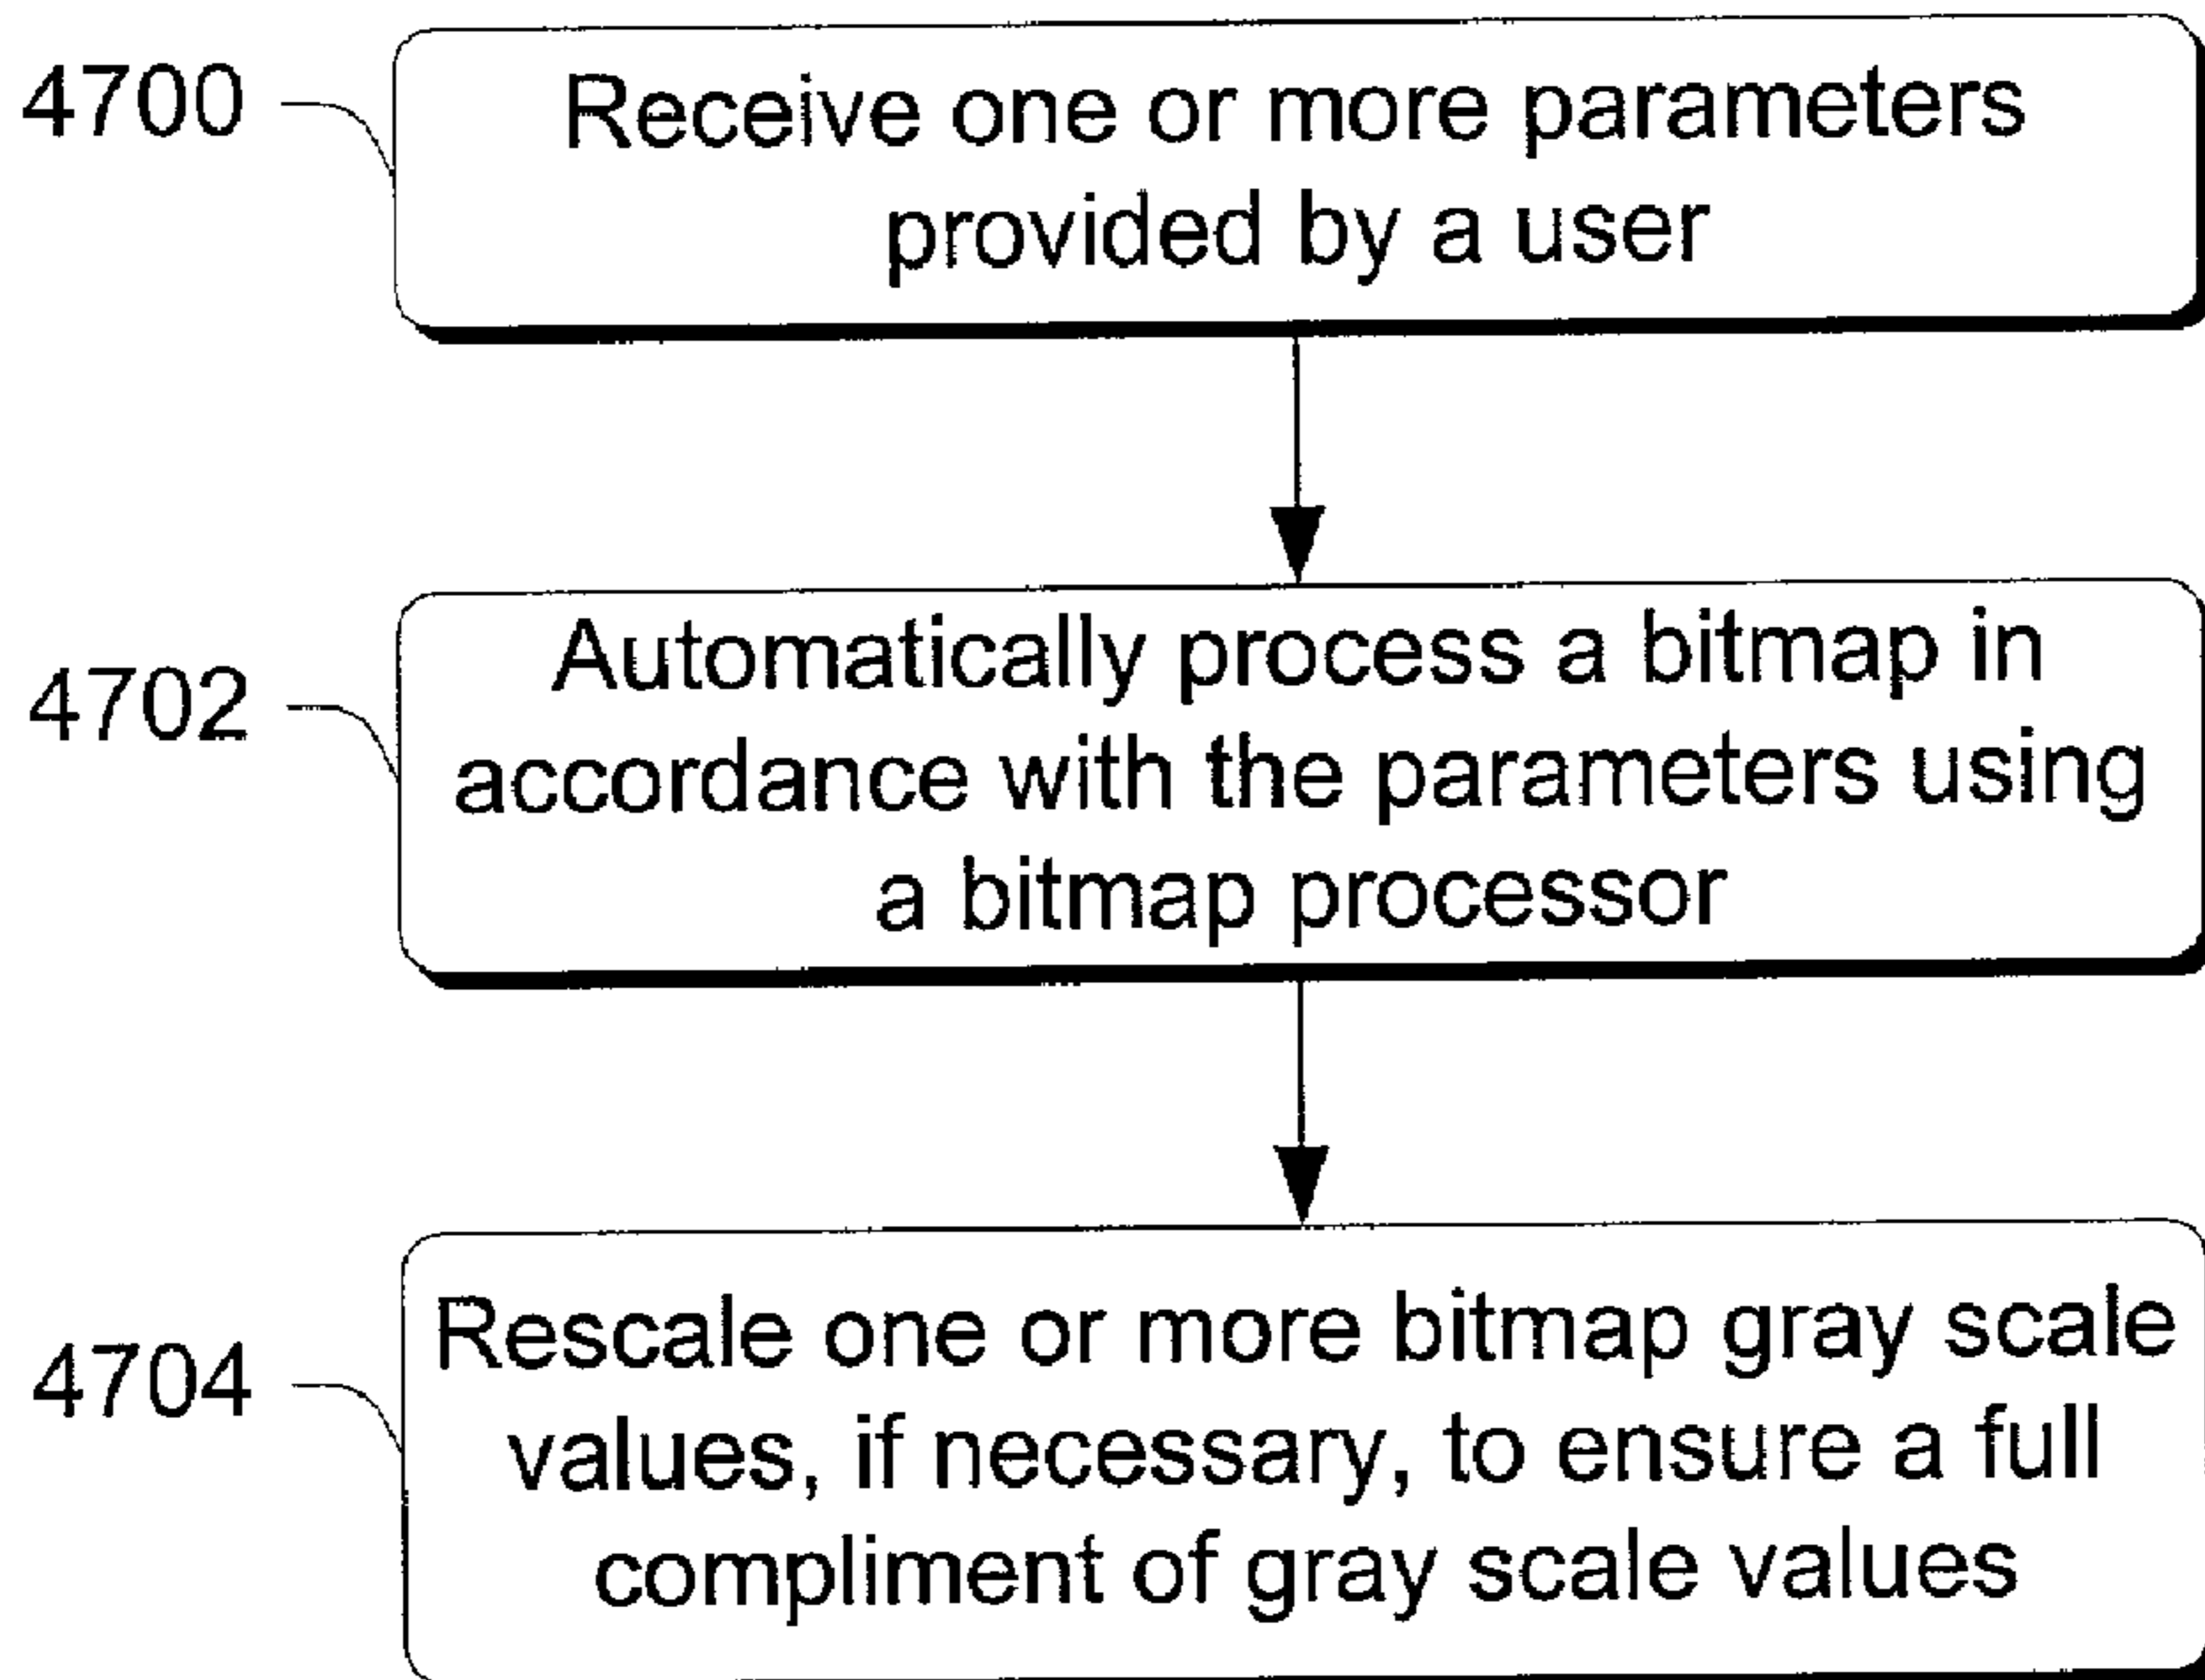 4700
Receive one or more parameters
provided by a user
4702
Automatically process a bitmap in
accordance with the parameters using
a bitmap processor
4704
Rescale one or more bitmap gray scale
values, if necessary, to ensure a full
compliment of gray scale values